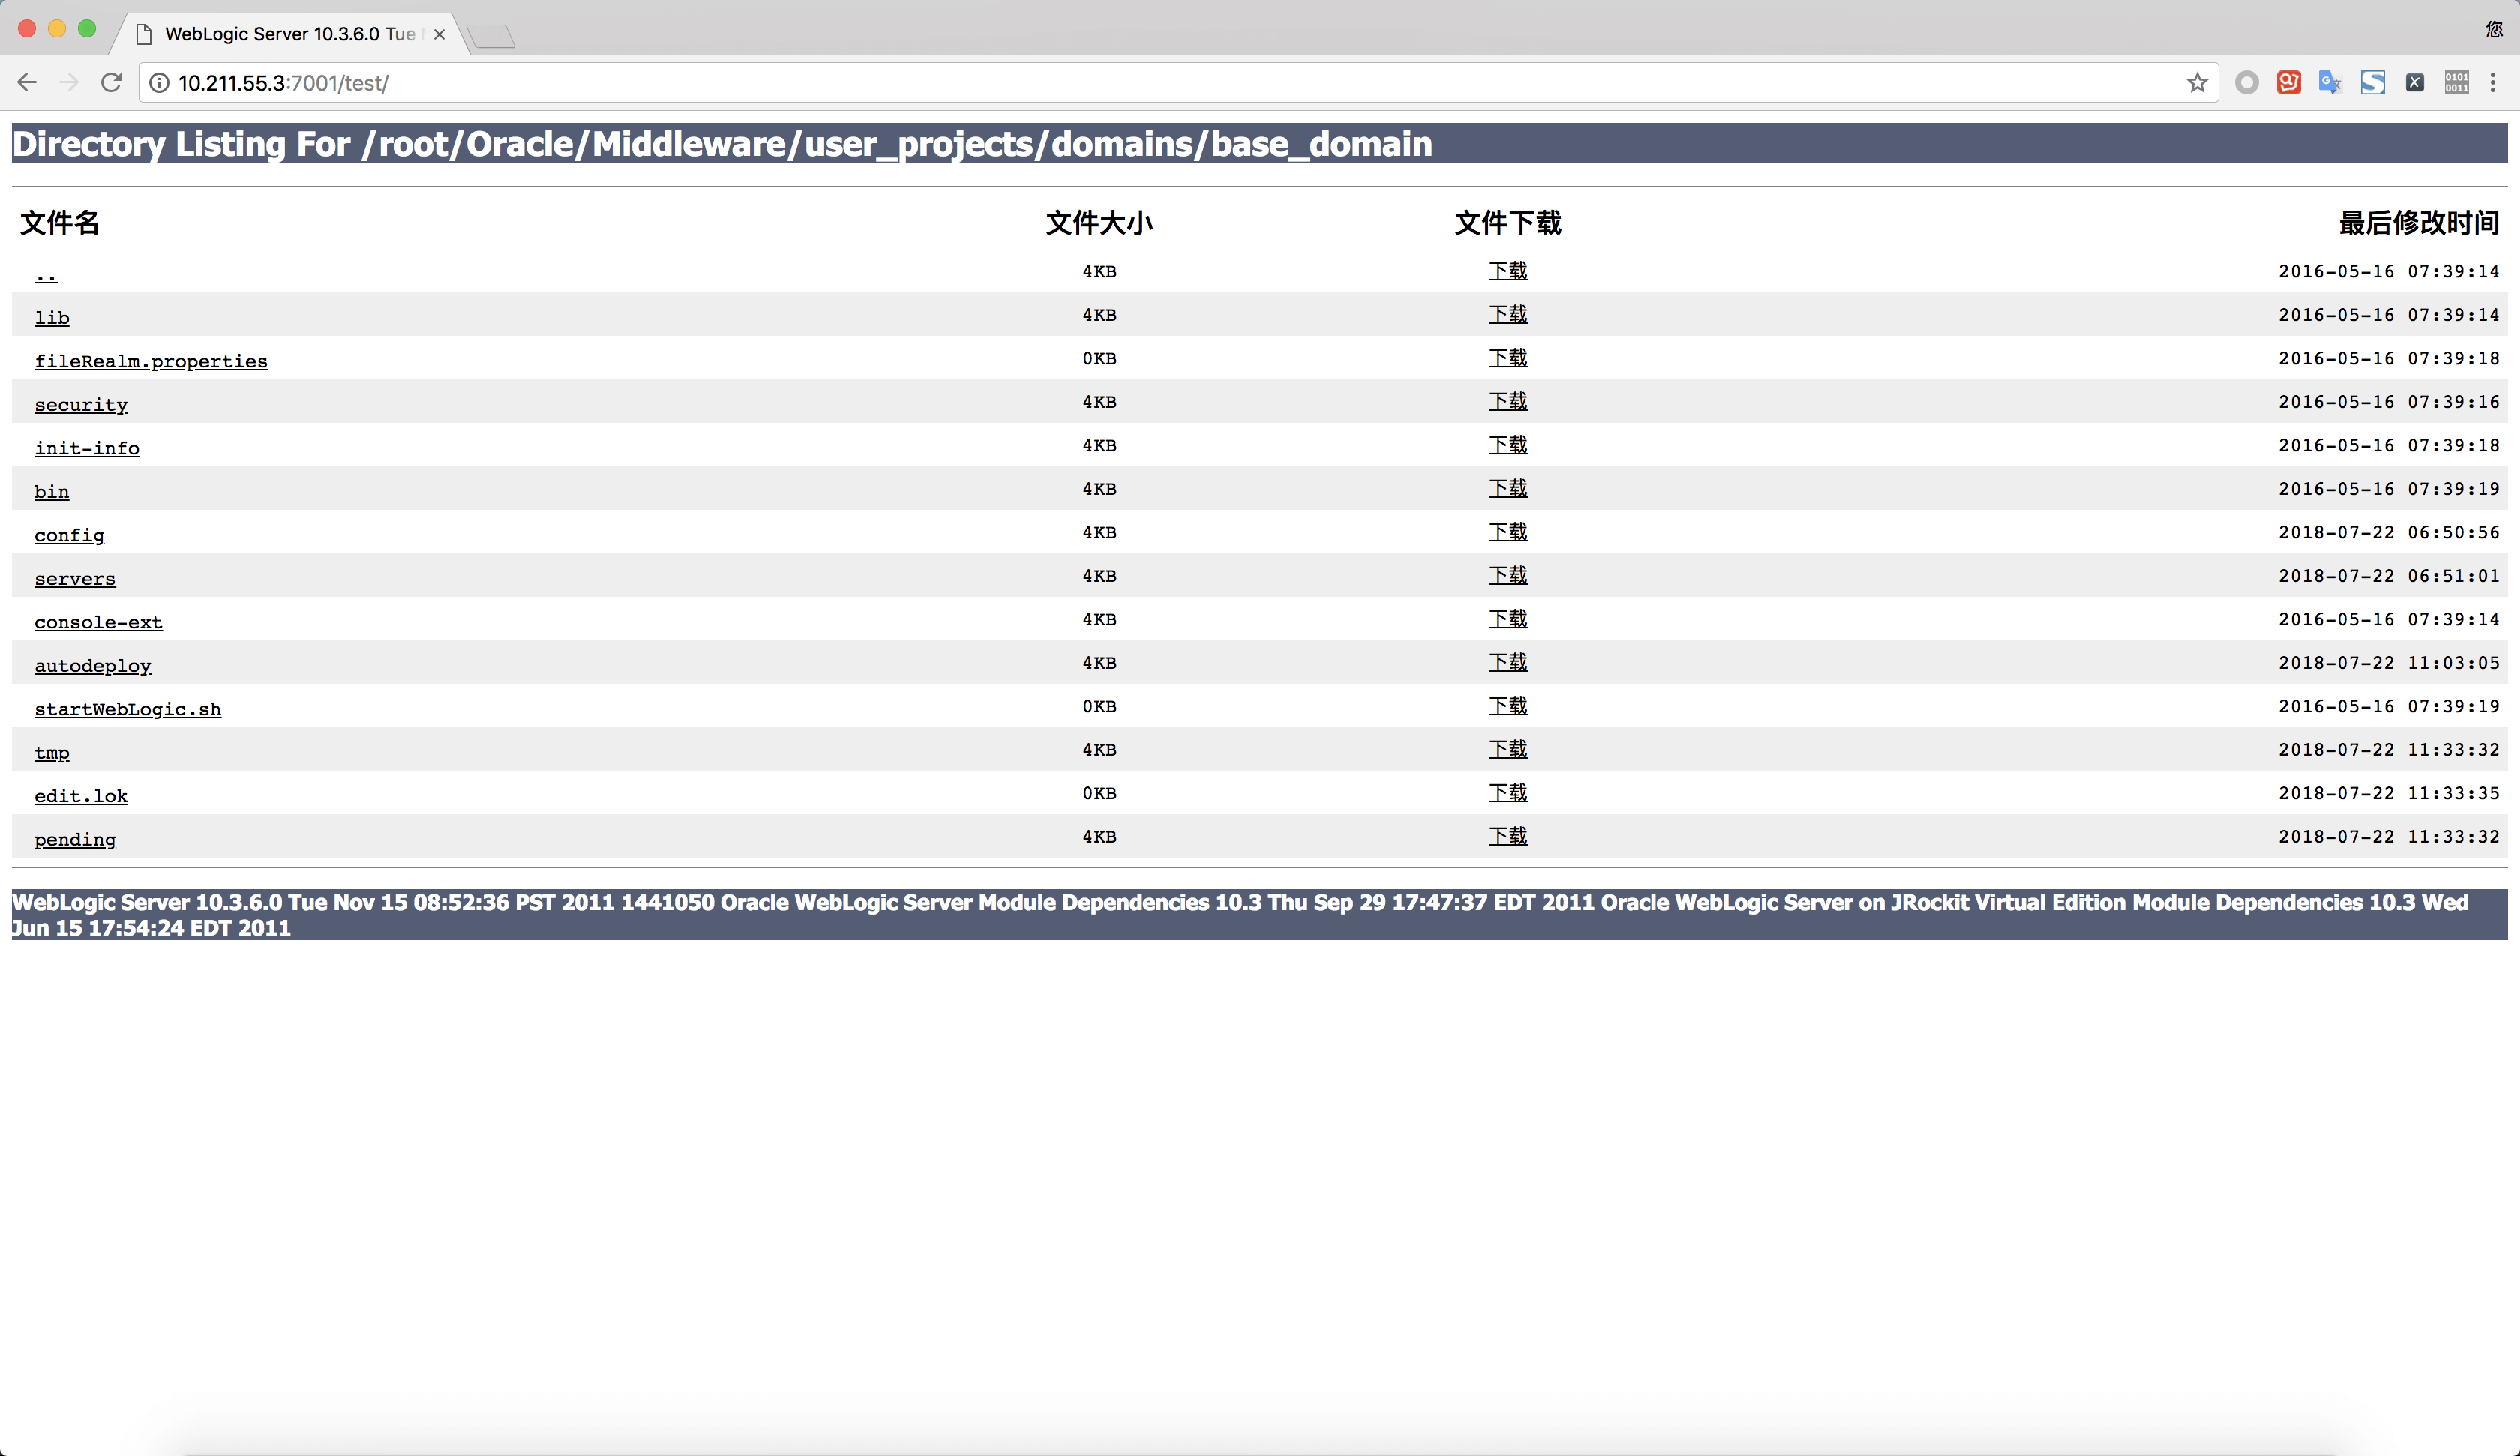 WebLogic Server 10.3.6.0 Tue
您
10.211.55.3:7001/test/
Directory Listing For /root/Oracle/Middleware/user_projects/domains/base_domain
文件名 文件大小 文件下载 最后修改时间
.. 4KB 下载 2016-05-16 07:39:14
lib 4KB 下载 2016-05-16 07:39:14
fileRealm.properties 0KB 下载 2016-05-16 07:39:18
security 4KB 下载 2016-05-16 07:39:16
init-info 4KB 下载 2016-05-16 07:39:18
bin 4KB 下载 2016-05-16 07:39:19
config 4KB 下载 2018-07-22 06:50:56
servers 4KB 下载 2018-07-22 06:51:01
console-ext 4KB 下载 2016-05-16 07:39:14
autodeploy 4KB 下载 2018-07-22 11:03:05
startWebLogic.sh 0KB 下载 2016-05-16 07:39:19
tmp 4KB 下载 2018-07-22 11:33:32
edit.lok 0KB 下载 2018-07-22 11:33:35
pending 4KB 下载 2018-07-22 11:33:32
WebLogic Server 10.3.6.0 Tue Nov 15 08:52:36 PST 2011 1441050 Oracle WebLogic Server Module Dependencies 10.3 Thu Sep 29 17:47:37 EDT 2011 Oracle WebLogic Server on JRockit Virtual Edition Module Dependencies 10.3 Wed
Jun 15 17:54:24 EDT 2011